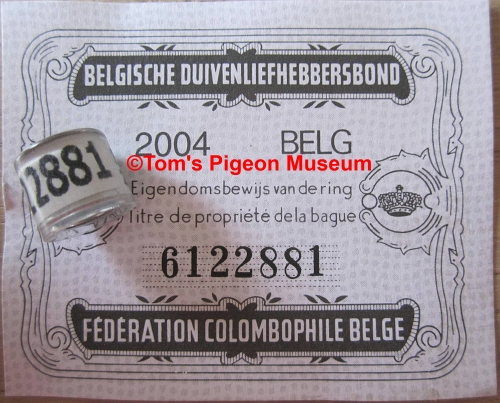 BELGISCHE DUIVENLIEFHEBBERSBOND
2004 BELG
©Tom's Pigeon Museum
2881
Eigendomsbewijs van de ring
litre de propriété de la bague
6122881
FÉDÉRATION COLOMBOPHILE BELGE